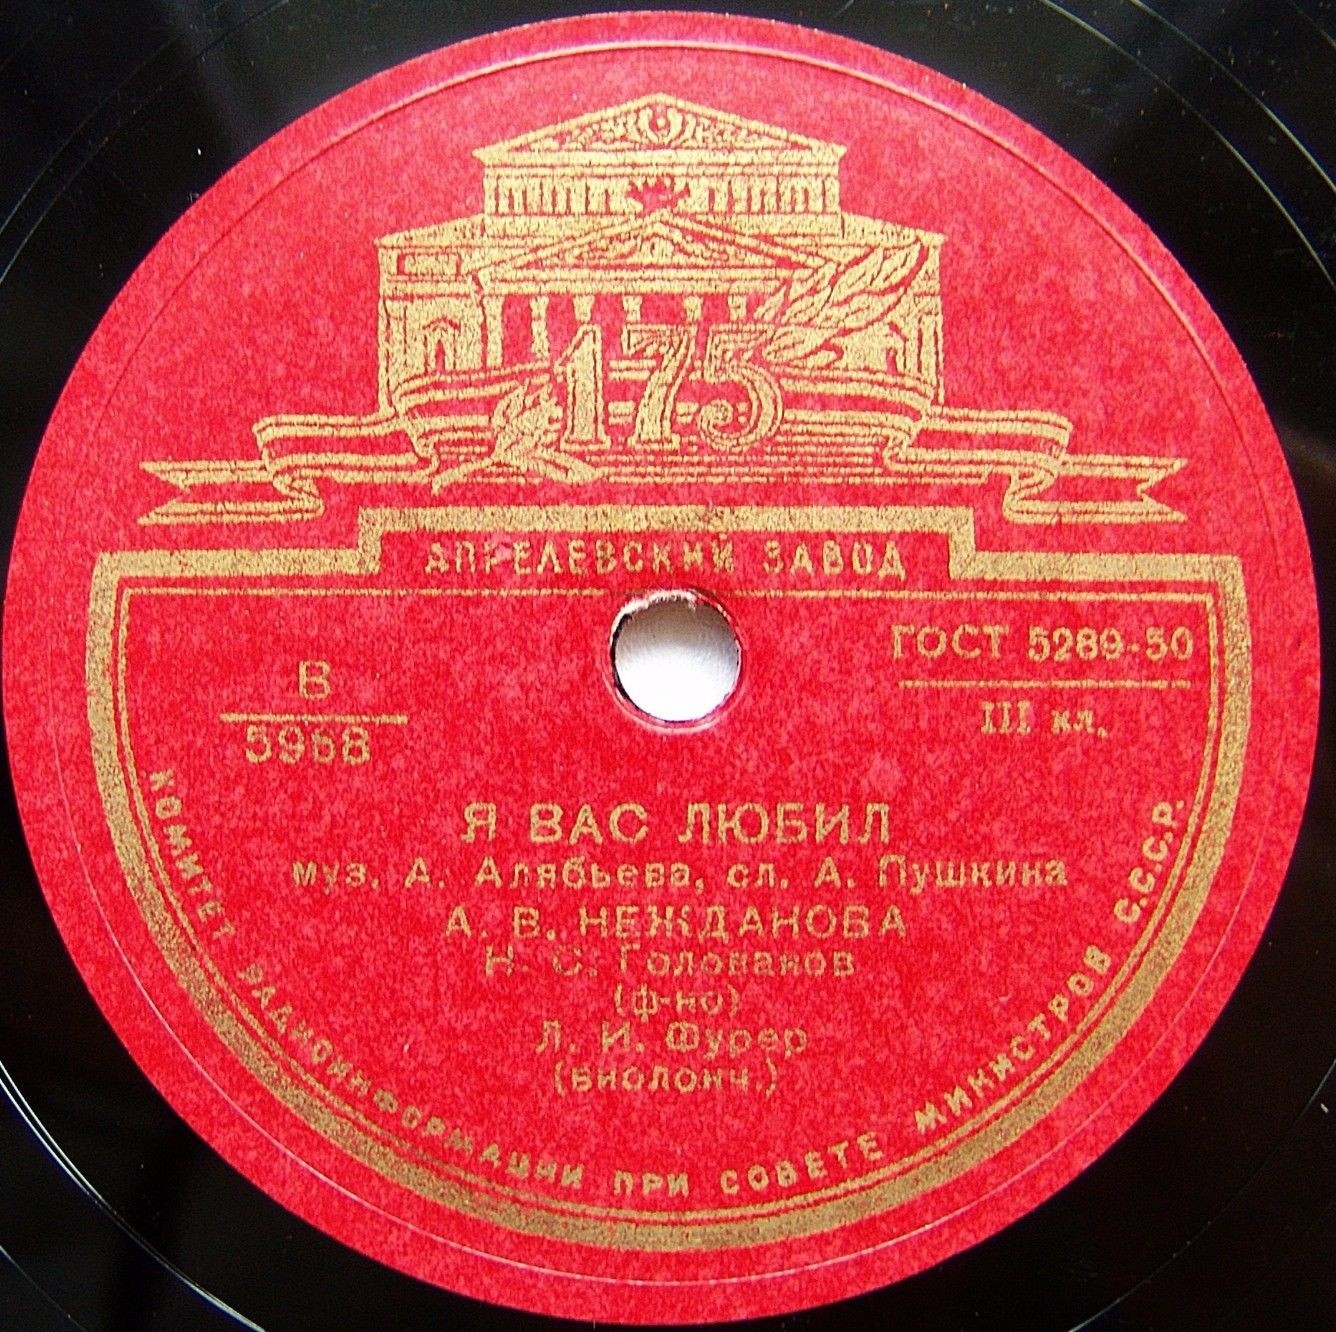 175
АПРЕЛЕВСКИЙ ЗАВОД
ГОСТ 5289-50
III кл.
В
5958
Я ВАС ЛЮБИЛ
муз. А. Алябьева, сл. А. Пушкина
А. В. НЕЖДАНОВА
Н. С. Голованов
(ф-но)
Л. И. Фурер
(виолонч.)
КОМИТЕТ РАДИОИНФОРМАЦИИ ПРИ СОВЕТЕ МИНИСТРОВ С.С.С.Р.